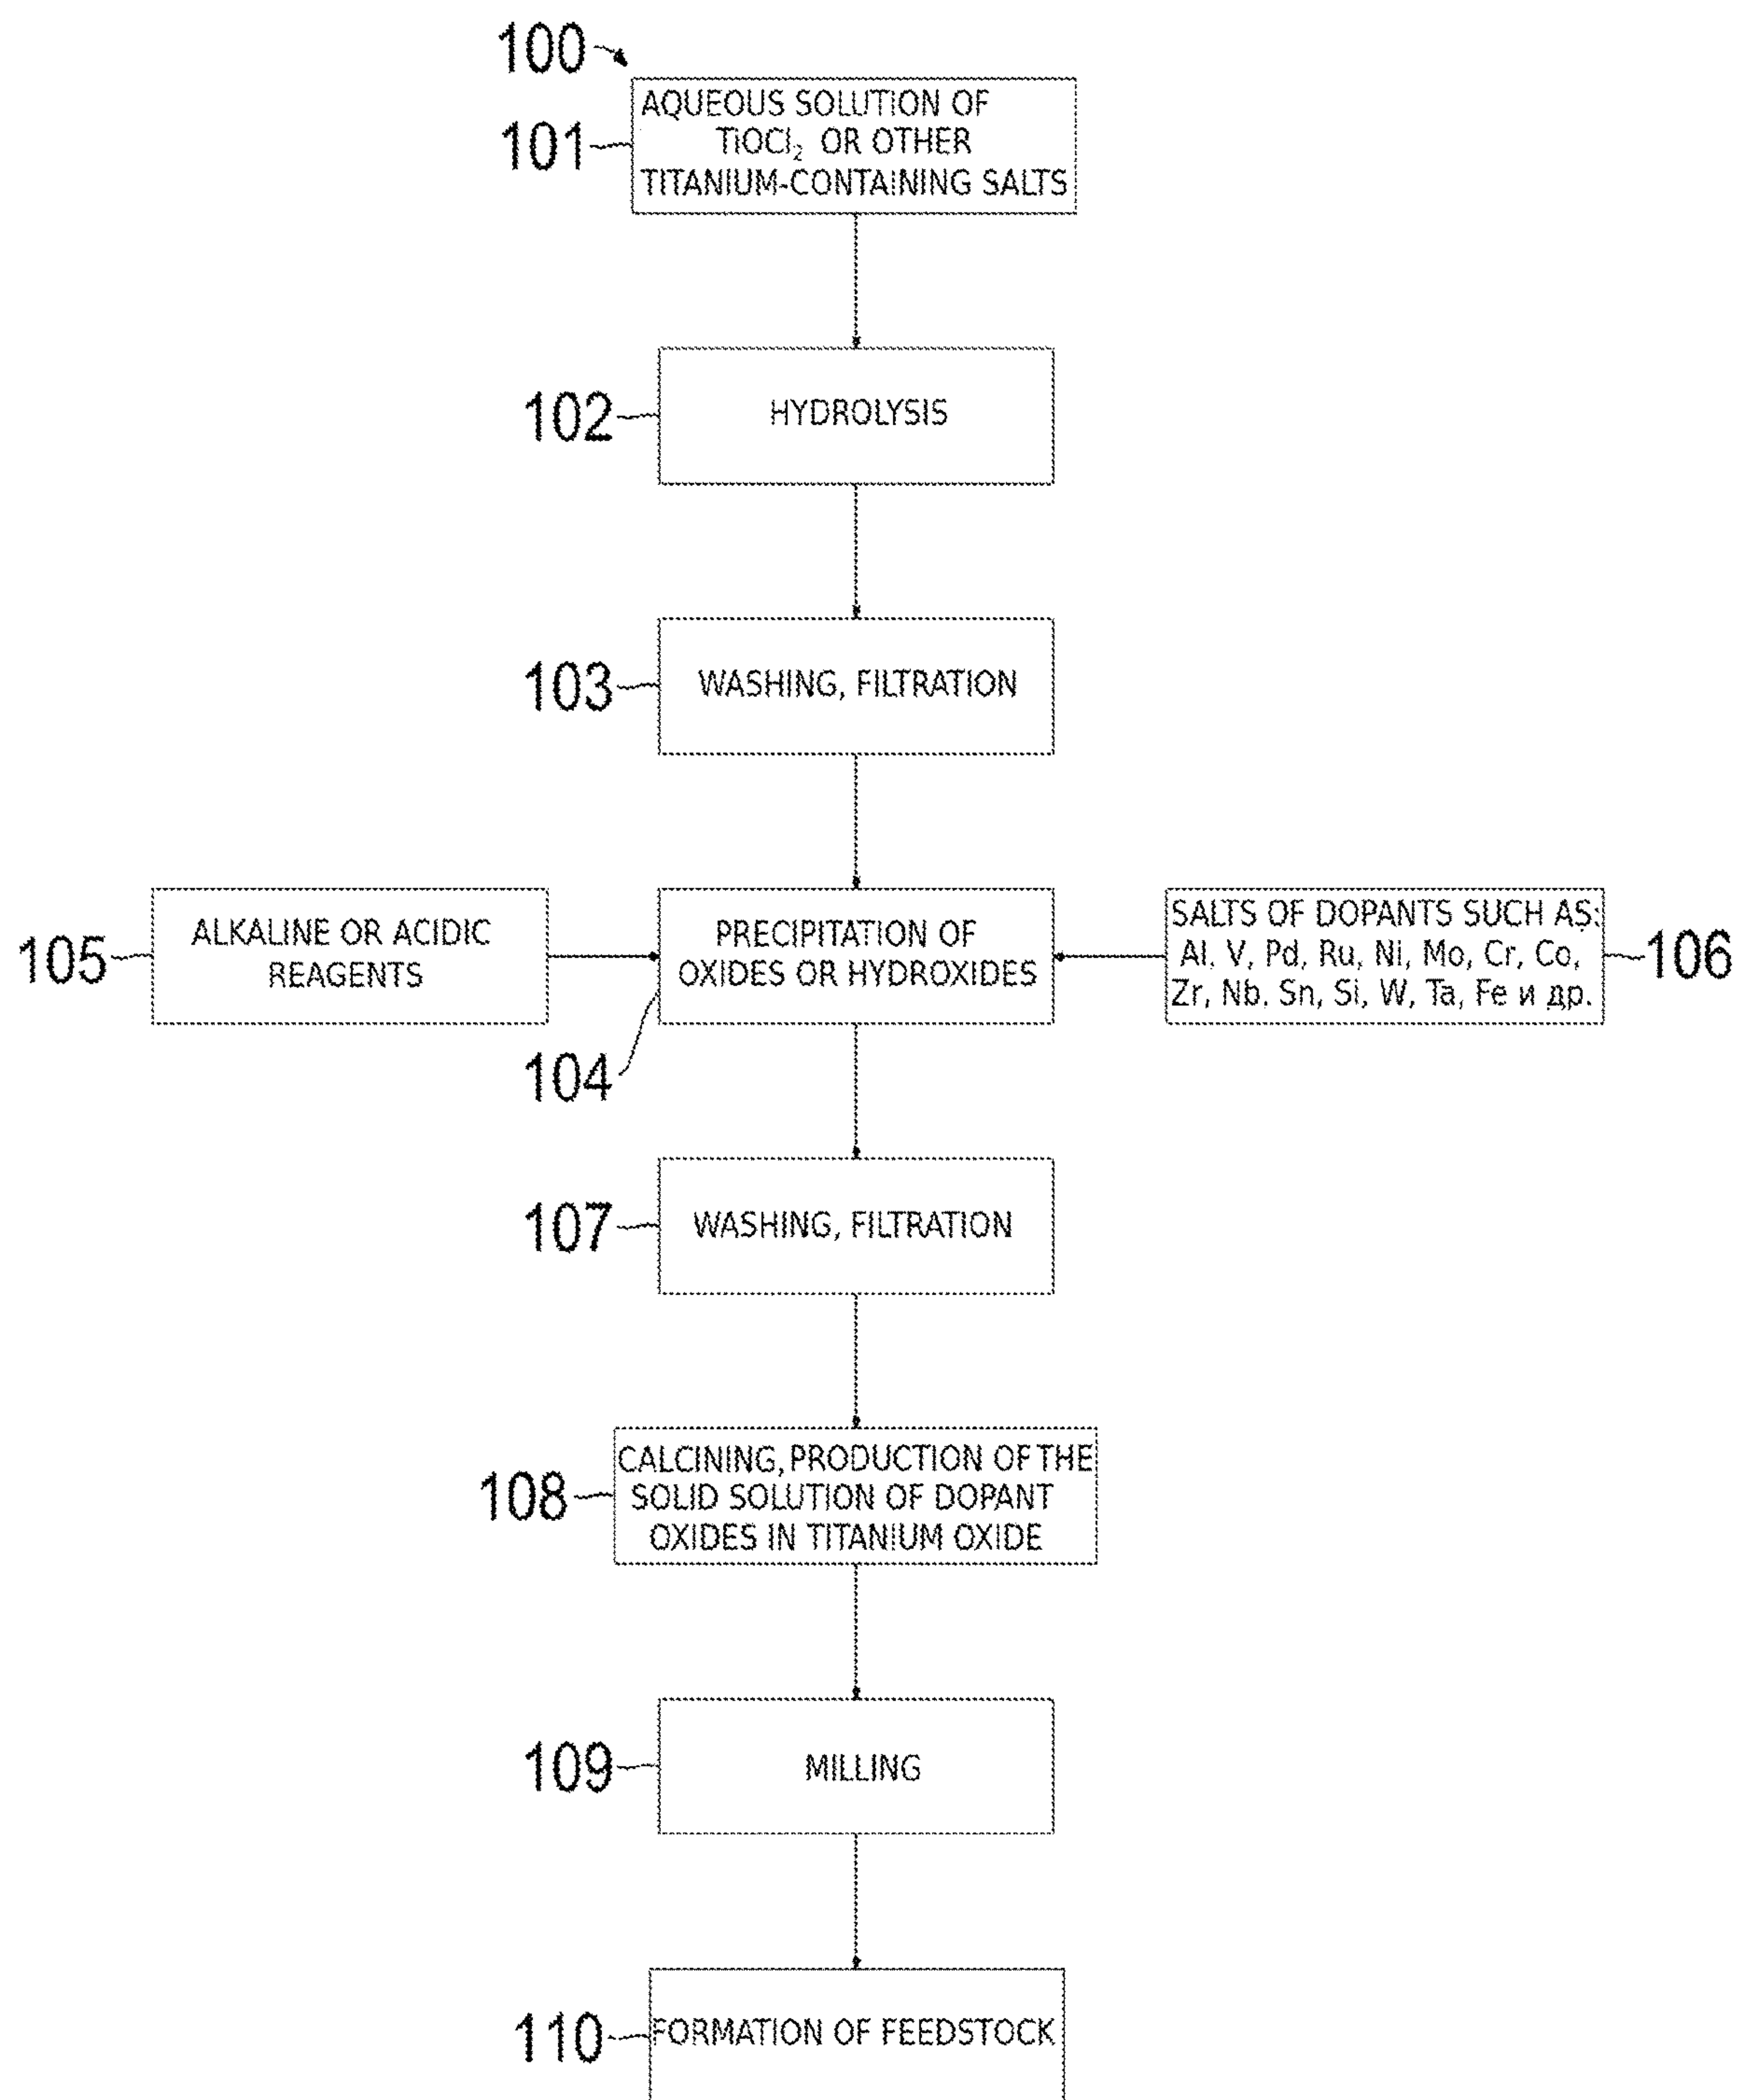 100
101
AQUEOUS SOLUTION OF
TiOCl₂ OR OTHER
TITANIUM-CONTAINING SALTS
102
HYDROLYSIS
103
WASHING, FILTRATION
105
ALKALINE OR ACIDIC
REAGENTS
PRECIPITATION OF
OXIDES OR HYDROXIDES
104
SALTS OF DOPANTS SUCH AS:
Al, V, Pd, Ru, Ni, Mo, Cr, Co,
Zr, Nb. Sn, Si, W, Ta, Fe и др.
106
107
WASHING, FILTRATION
108
CALCINING, PRODUCTION OF THE
SOLID SOLUTION OF DOPANT
OXIDES IN TITANIUM OXIDE
109
MILLING
110
FORMATION OF FEEDSTOCK